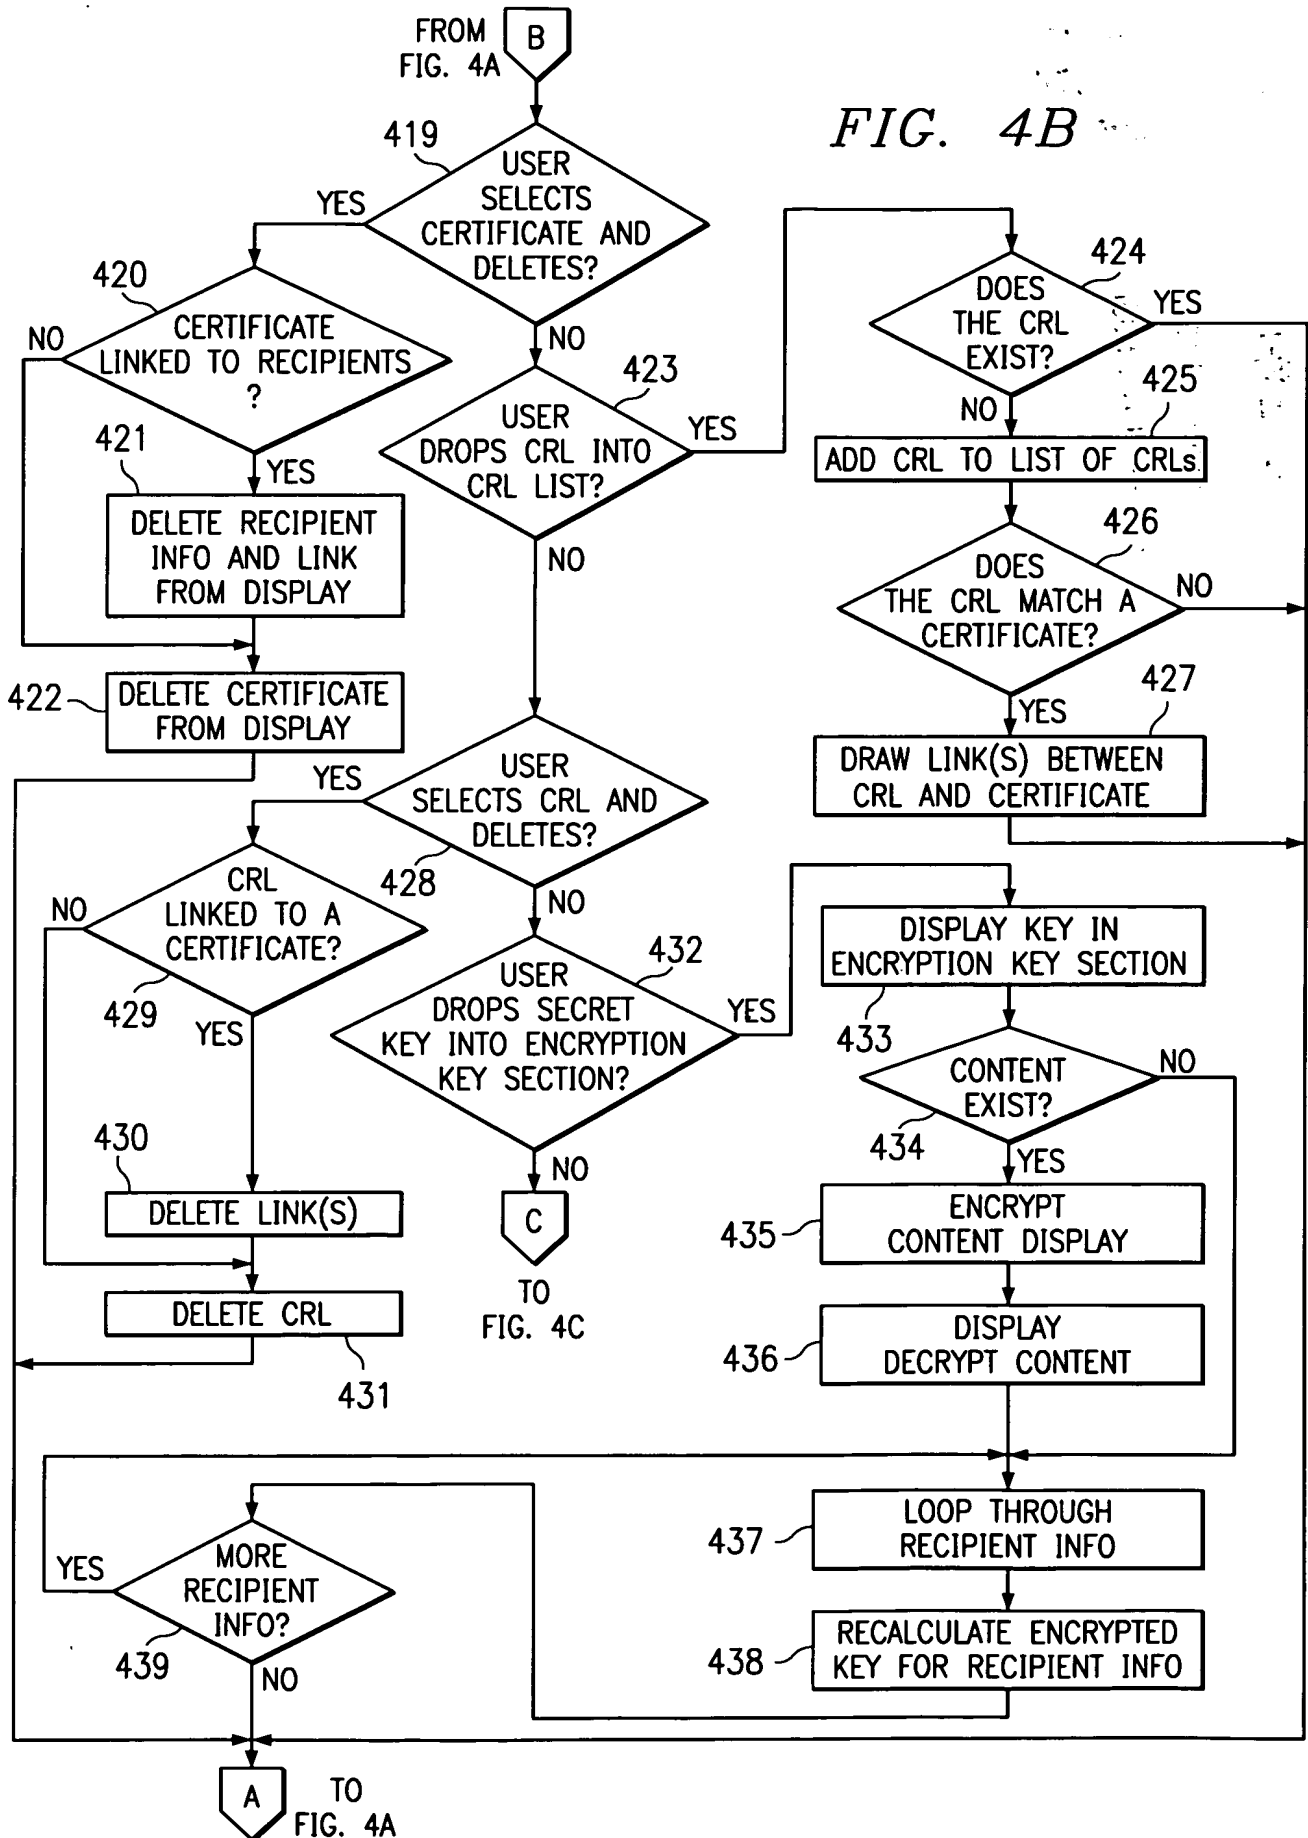 FROM
FIG. 4A
B
FIG. 4B
419
USER
SELECTS
CERTIFICATE AND
DELETES?
YES
NO
420
CERTIFICATE
LINKED TO RECIPIENTS
?
NO
YES
421
DELETE RECIPIENT
INFO AND LINK
FROM DISPLAY
422
DELETE CERTIFICATE
FROM DISPLAY
423
USER
DROPS CRL INTO
CRL LIST?
YES
NO
424
DOES
THE CRL
EXIST?
YES
NO
425
ADD CRL TO LIST OF CRLs
426
DOES
THE CRL MATCH A
CERTIFICATE?
NO
YES
427
DRAW LINK(S) BETWEEN
CRL AND CERTIFICATE
YES
USER
SELECTS CRL AND
DELETES?
428
NO
CRL
LINKED TO A
CERTIFICATE?
NO
429
YES
430
DELETE LINK(S)
DELETE CRL
431
432
USER
DROPS SECRET
KEY INTO ENCRYPTION
KEY SECTION?
YES
NO
C
TO
FIG. 4C
DISPLAY KEY IN
ENCRYPTION KEY SECTION
433
CONTENT
EXIST?
NO
434
YES
435
ENCRYPT
CONTENT DISPLAY
436
DISPLAY
DECRYPT CONTENT
437
LOOP THROUGH
RECIPIENT INFO
438
RECALCULATE ENCRYPTED
KEY FOR RECIPIENT INFO
YES
MORE
RECIPIENT
INFO?
439
NO
A
TO
FIG. 4A